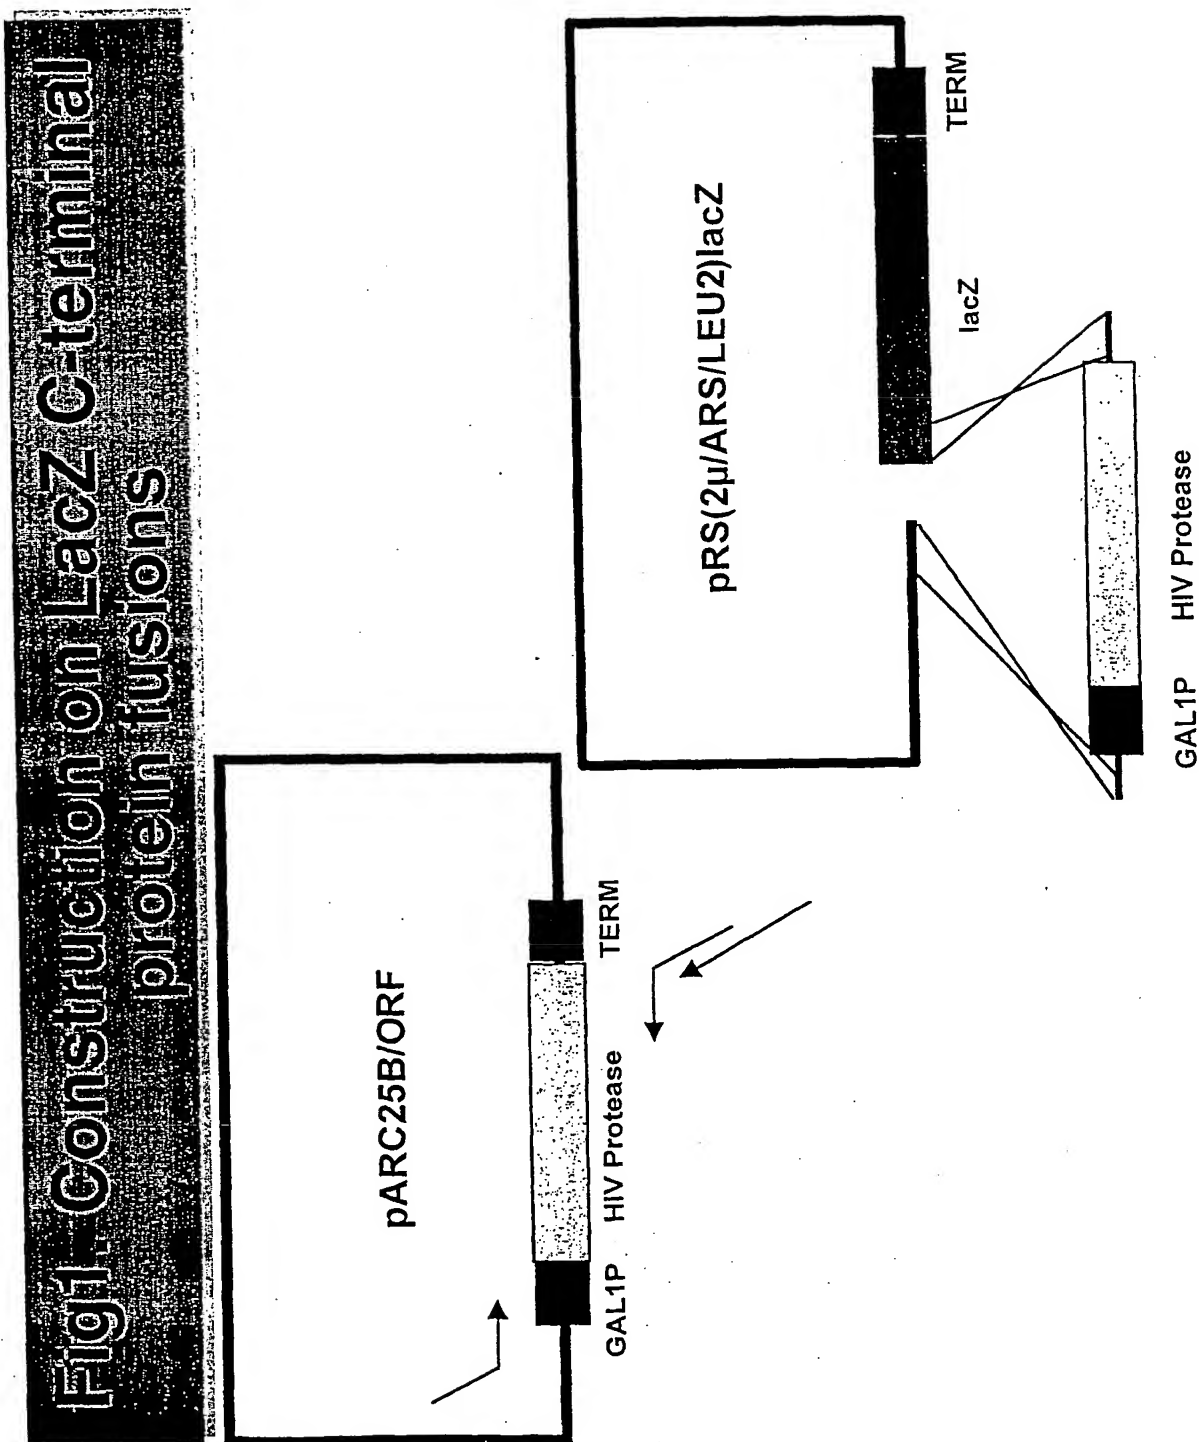 Fig1. Construction on LacZ C-terminal
protein fusions
pARC25B/ORF
GAL1P
HIV Protease
TERM
pRS(2µ/ARS/LEU2)lacZ
lacZ
TERM
GAL1P
HIV Protease